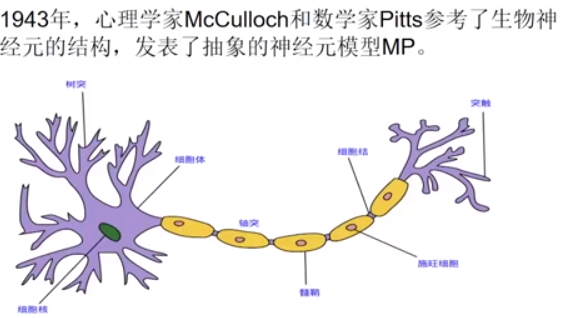 1943年，心理学家McCulloch和数学家Pitts参考了生物神
经元的结构，发表了抽象的神经元模型MP。
树突
突触
细胞体
细胞结
轴突
施旺细胞
髓鞘
细胞核